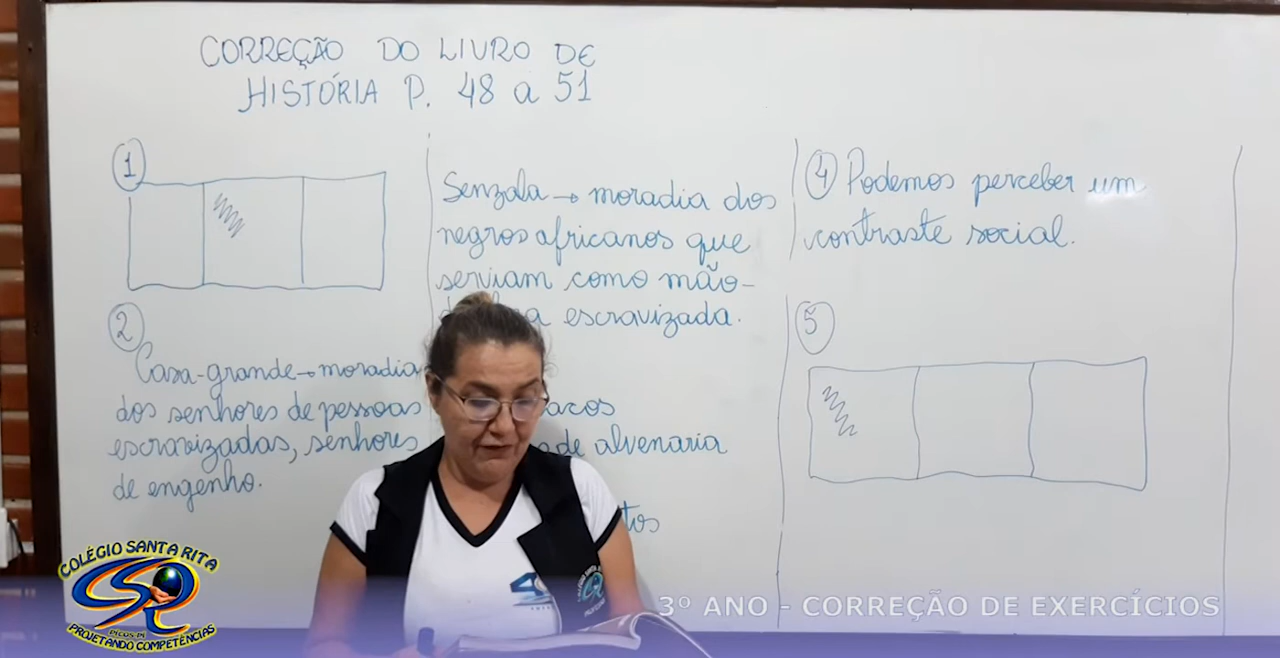 CORREÇÃO DO LIVRO DE
HISTÓRIA P. 48 a 51
1
2
Casa-grande → moradia
dos senhores de pessoas
escravizadas, senhores
de engenho.
Senzala → moradia dos
negros africanos que
serviam como mão-
escravizada.
de alvenaria
4 Podemos perceber um
contraste social.
5
COLÉGIO SANTA RITA
PICOS-PI
PROJETANDO COMPETÊNCIAS
3º ANO - CORREÇÃO DE EXERCÍCIOS